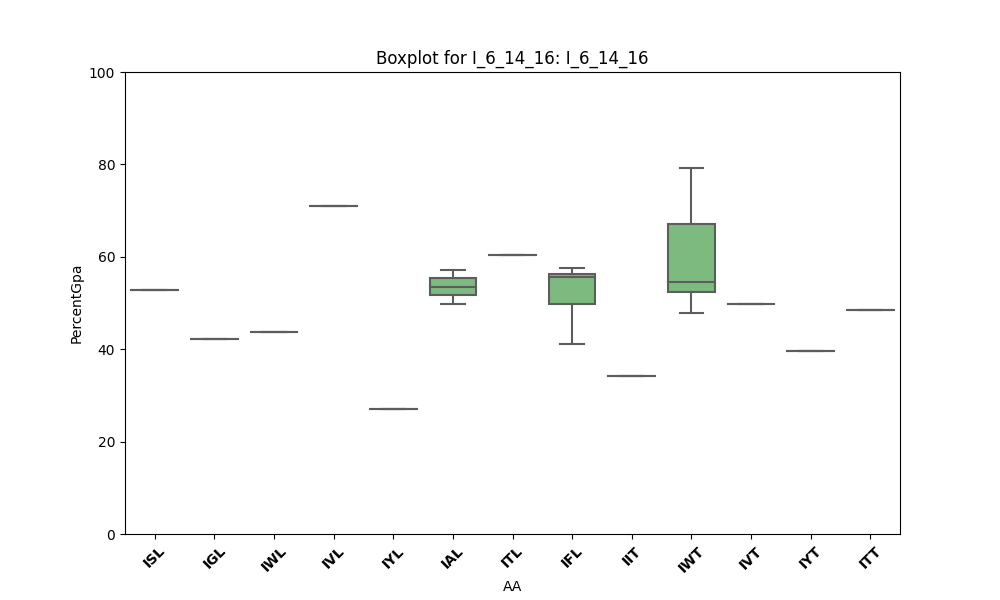 Boxplot for I_6_14_16: I_6_14_16
100
80
60
40
20
0
PercentGpa
ISL IGL IWL IVL IYL IAL ITL IFL IIT IWT IVT IYT ITT
AA